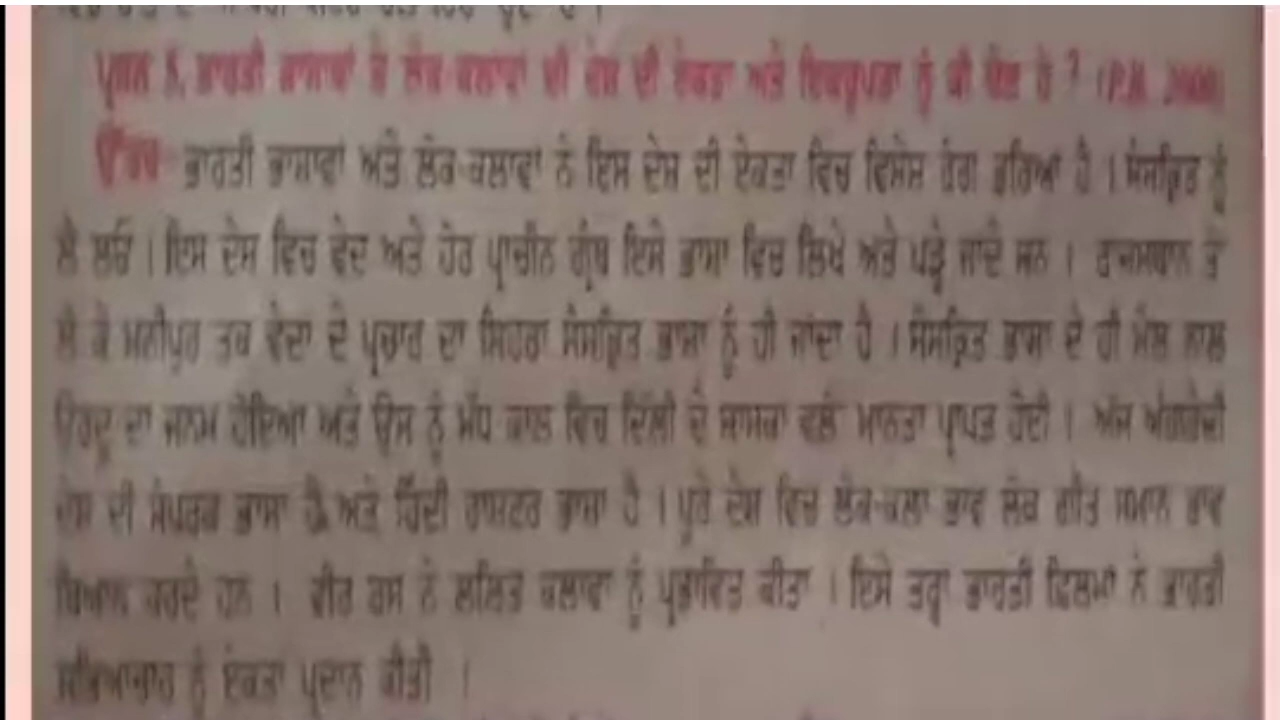 ਪ੍ਰਸ਼ਨ 5. ਭਾਰਤੀ ਭਾਸ਼ਾਵਾਂ ਤੇ ਲੋਕ-ਕਲਾਵਾਂ ਦੀ ਦੇਸ਼ ਦੀ ਏਕਤਾ ਅਤੇ ਇਕਰੂਪਤਾ ਨੂੰ ਕੀ ਦੇਣ ਹੈ ? (P.B.
ਉੱਤਰ ਭਾਰਤੀ ਭਾਸ਼ਾਵਾਂ ਅਤੇ ਲੋਕ-ਕਲਾਵਾਂ ਨੇ ਇਸ ਦੇਸ਼ ਦੀ ਏਕਤਾ ਵਿਚ ਵਿਸ਼ੇਸ਼ ਰੰਗ ਭਰਿਆ ਹੈ । ਸੰਸਕ੍ਰਿਤ ਨੂੰ
ਲੈ ਲਓ । ਇਸ ਦੇਸ਼ ਵਿਚ ਵੇਦ ਅਤੇ ਹੋਰ ਪ੍ਰਾਚੀਨ ਗ੍ਰੰਥ ਇਸੇ ਭਾਸ਼ਾ ਵਿਚ ਲਿਖੇ ਅਤੇ ਪੜ੍ਹੇ ਜਾਂਦੇ ਸਨ । ਰਾਜਸਥਾਨ ਤੋਂ
ਲੈ ਕੇ ਮਨੀਪੁਰ ਤਕ ਵੇਦਾਂ ਦੇ ਪ੍ਰਚਾਰ ਦਾ ਸਿਹਰਾ ਸੰਸਕ੍ਰਿਤ ਭਾਸ਼ਾ ਨੂੰ ਹੀ ਜਾਂਦਾ ਹੈ । ਸੰਸਕ੍ਰਿਤ ਭਾਸ਼ਾ ਦੇ ਹੀ ਮੇਲ ਨਾਲ
ਉਰਦੂ ਦਾ ਜਨਮ ਹੋਇਆ ਅਤੇ ਉਸ ਨੂੰ ਮੱਧ ਕਾਲ ਵਿਚ ਦਿੱਲੀ ਦੇ ਸ਼ਾਸਕਾਂ ਵਲੋਂ ਮਾਨਤਾ ਪ੍ਰਾਪਤ ਹੋਈ । ਅੱਜ ਅੰਗਰੇਜ਼ੀ
ਦੇਸ਼ ਦੀ ਸੰਪਰਕ ਭਾਸ਼ਾ ਹੈ ਅਤੇ ਹਿੰਦੀ ਰਾਸ਼ਟਰ ਭਾਸ਼ਾ ਹੈ । ਪੂਰੇ ਦੇਸ਼ ਵਿਚ ਲੋਕ-ਕਲਾ ਭਾਵ ਲੋਕ ਗੀਤ ਸਮਾਨ ਭਾਵ
ਬਿਆਨ ਕਰਦੇ ਹਨ । ਵੀਰ ਰਸ ਨੇ ਲਲਿਤ ਕਲਾਵਾਂ ਨੂੰ ਪ੍ਰਭਾਵਿਤ ਕੀਤਾ । ਇਸੇ ਤਰ੍ਹਾਂ ਭਾਰਤੀ ਫ਼ਿਲਮਾਂ ਨੇ ਭਾਰਤੀ
ਸਭਿਆਚਾਰ ਨੂੰ ਏਕਤਾ ਪ੍ਰਦਾਨ ਕੀਤੀ ।